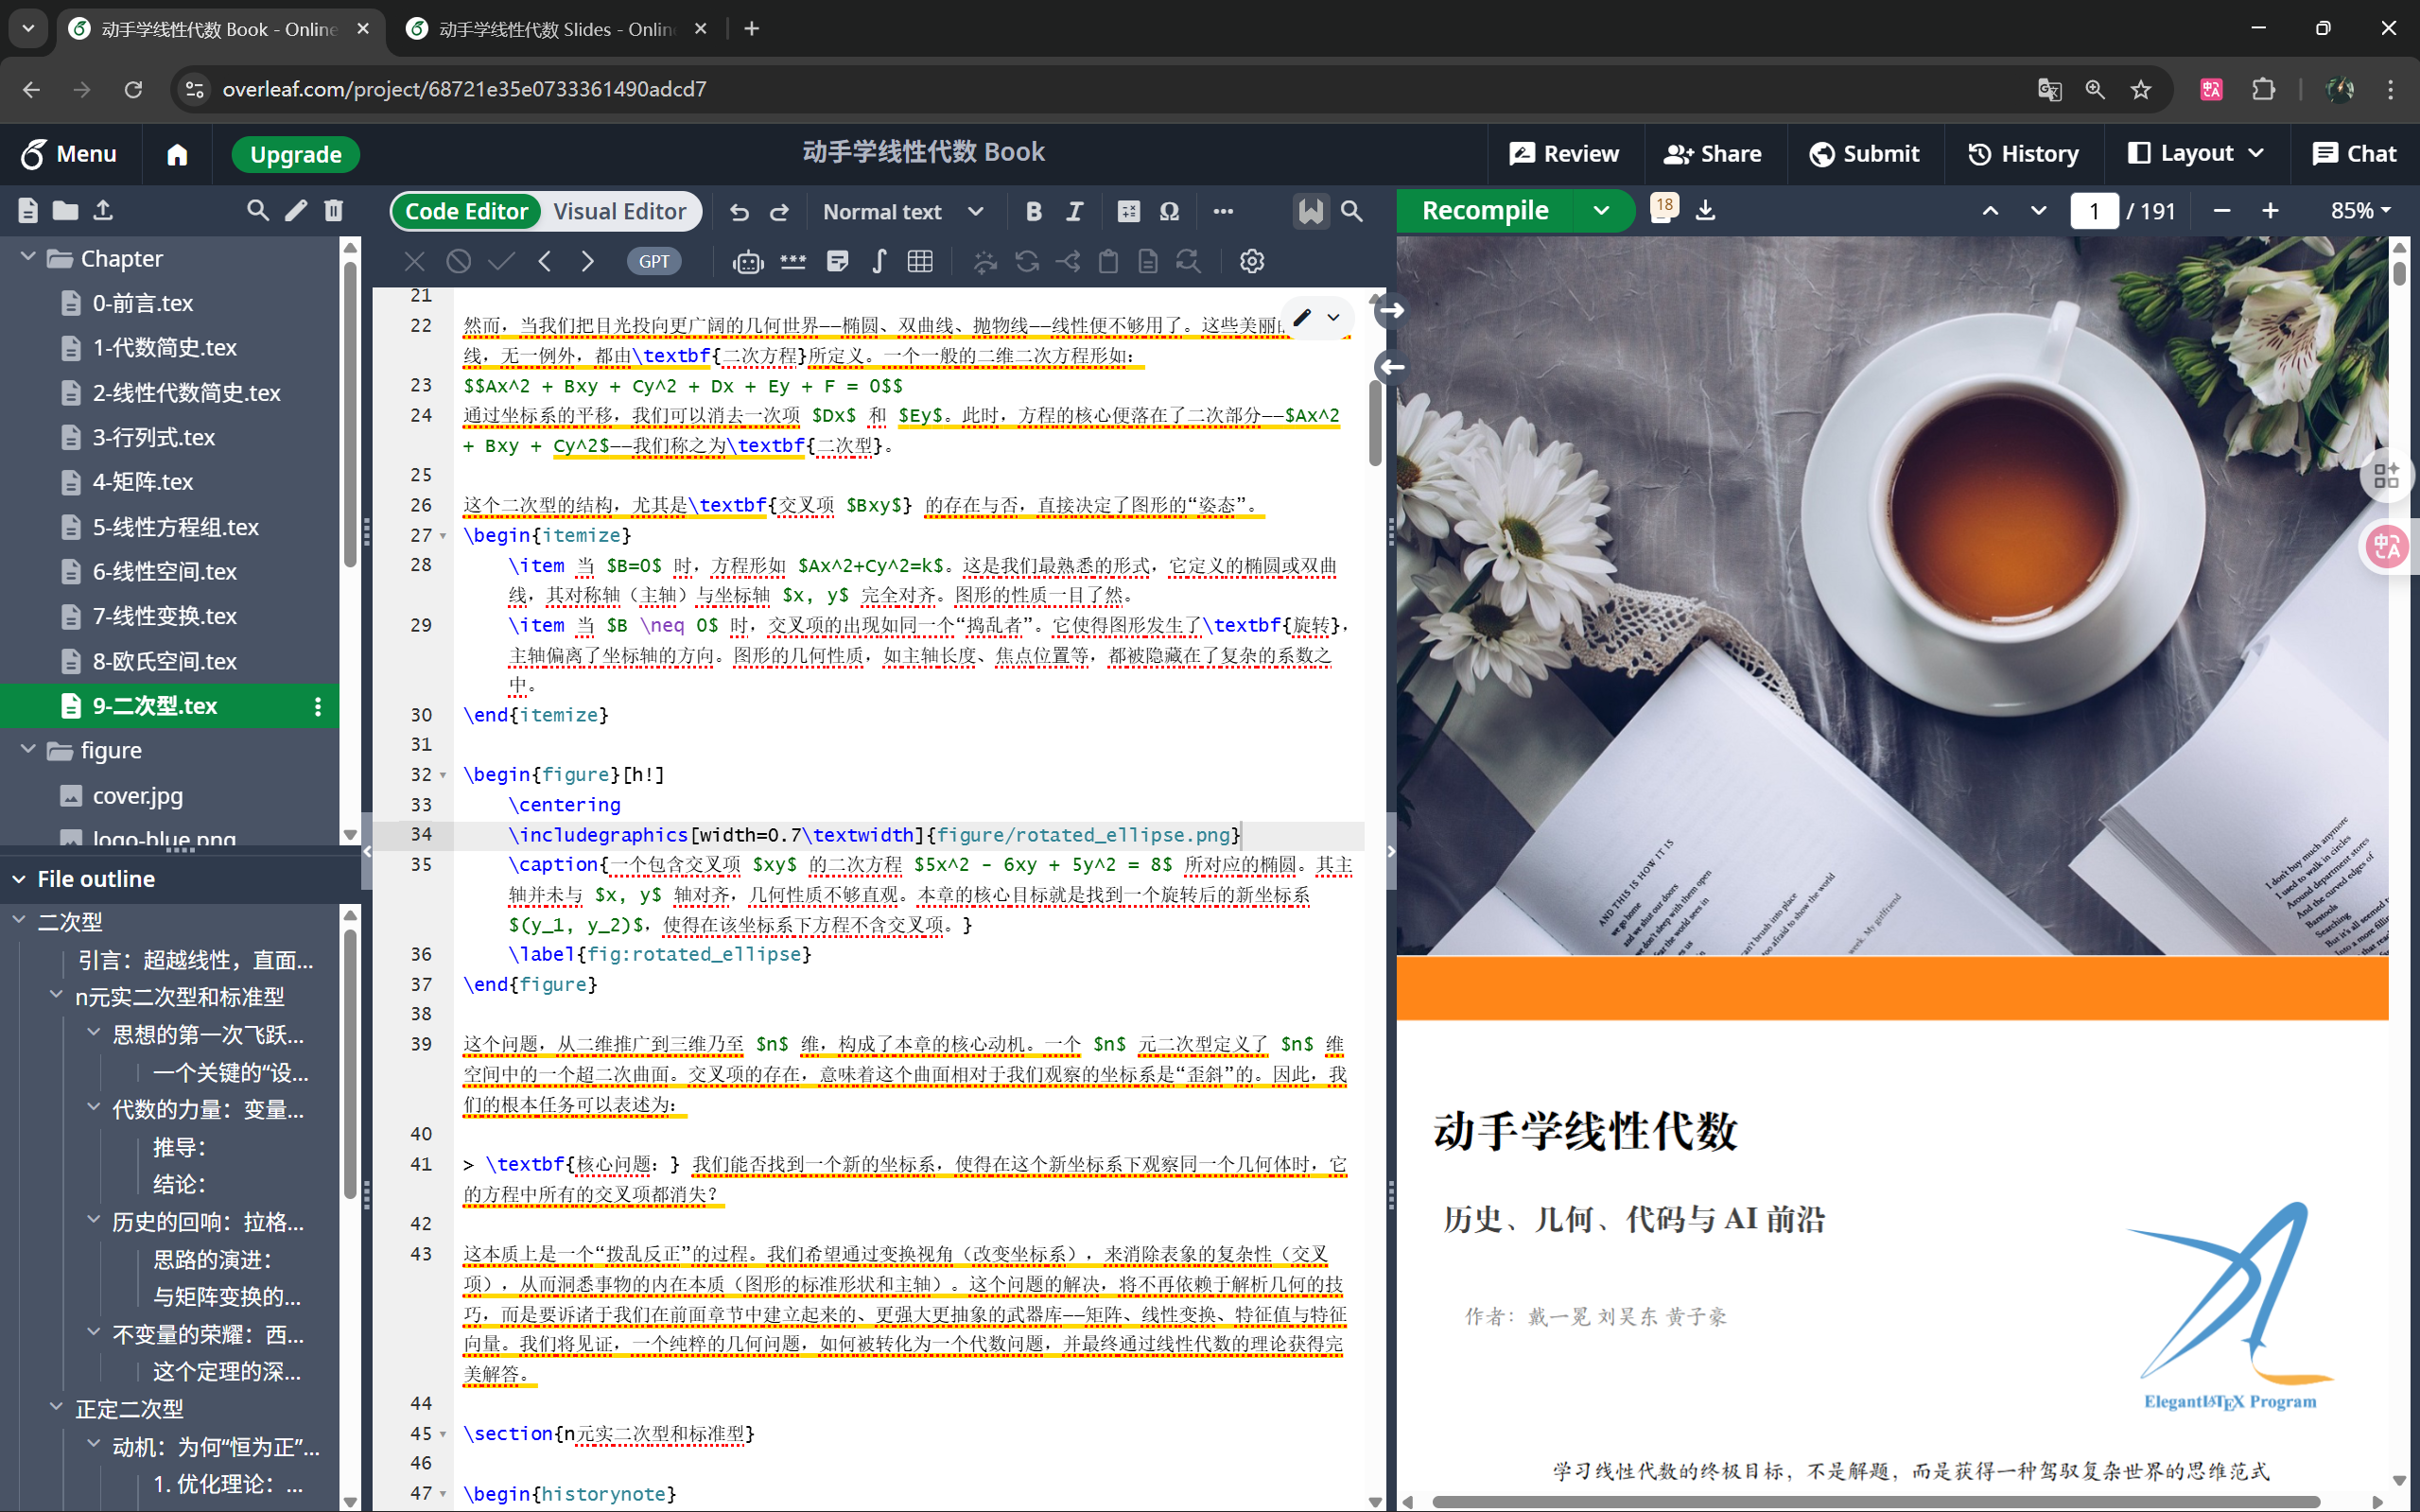 动手学线性代数 Book - Online
动手学线性代数 Slides - Onlin
overleaf.com/project/68721e35e0733361490adcd7
Menu
Upgrade
动手学线性代数 Book
Review
Share
Submit
History
Layout
Chat
Code Editor
Visual Editor
Normal text
B
I
Ω
GPT
Recompile
18
1 / 191
85%
Chapter
0-前言.tex
1-代数简史.tex
2-线性代数简史.tex
3-行列式.tex
4-矩阵.tex
5-线性方程组.tex
6-线性空间.tex
7-线性变换.tex
8-欧氏空间.tex
9-二次型.tex
figure
cover.jpg
logo-blue.png
File outline
二次型
引言：超越线性，直面...
n元实二次型和标准型
思想的第一次飞跃...
一个关键的“设...
代数的力量：变量...
推导：
结论：
历史的回响：拉格...
思路的演进：
与矩阵变换的...
不变量的荣耀：西...
这个定理的深...
正定二次型
动机：为何“恒为正”...
1. 优化理论：...
21
22 然而，当我们把目光投向更广阔的几何世界——椭圆、双曲线、抛物线——线性便不够用了。这些美丽
线，无一例外，都由\textbf{二次方程}所定义。一个一般的二维二次方程形如：
23 $$Ax^2 + Bxy + Cy^2 + Dx + Ey + F = 0$$
24 通过坐标系的平移，我们可以消去一次项 $Dx$ 和 $Ey$。此时，方程的核心便落在了二次部分——$Ax^2
+ Bxy + Cy^2$——我们称之为\textbf{二次型}。
25
26 这个二次型的结构，尤其是\textbf{交叉项 $Bxy$} 的存在与否，直接决定了图形的“姿态”。
27 \begin{itemize}
28 \item 当 $B=0$ 时，方程形如 $Ax^2+Cy^2=k$。这是我们最熟悉的形式，它定义的椭圆或双曲
线，其对称轴（主轴）与坐标轴 $x, y$ 完全对齐。图形的性质一目了然。
29 \item 当 $B \neq 0$ 时，交叉项的出现如同一个“捣乱者”。它使得图形发生了\textbf{旋转}，
主轴偏离了坐标轴的方向。图形的几何性质，如主轴长度、焦点位置等，都被隐藏在了复杂的系数之
中。
30 \end{itemize}
31
32 \begin{figure}[h!]
33 \centering
34 \includegraphics[width=0.7\textwidth]{figure/rotated_ellipse.png}
35 \caption{一个包含交叉项 $xy$ 的二次方程 $5x^2 - 6xy + 5y^2 = 8$ 所对应的椭圆。其主
轴并未与 $x, y$ 轴对齐，几何性质不够直观。本章的核心目标就是找到一个旋转后的新坐标系
$(y_1, y_2)$，使得在该坐标系下方程不含交叉项。}
36 \label{fig:rotated_ellipse}
37 \end{figure}
38
39 这个问题，从二维推广到三维乃至 $n$ 维，构成了本章的核心动机。一个 $n$ 元二次型定义了 $n$ 维
空间中的一个超二次曲面。交叉项的存在，意味着这个曲面相对于我们观察的坐标系是“歪斜”的。因此，我
们的根本任务可以表述为：
40
41 > \textbf{核心问题：} 我们能否找到一个新的坐标系，使得在这个新坐标系下观察同一个几何体时，它
的方程中所有的交叉项都消失？
42
43 这本质上是一个“拨乱反正”的过程。我们希望通过变换视角（改变坐标系），来消除表象的复杂性（交叉
项），从而洞悉事物的内在本质（图形的标准形状和主轴）。这个问题的解决，将不再依赖于解析几何的技
巧，而是要诉诸于我们在前面章节中建立起来的、更强大更抽象的武器库——矩阵、线性变换、特征值与特征
向量。我们将见证，一个纯粹的几何问题，如何被转化为一个代数问题，并最终通过线性代数的理论获得完
美解答。
44
45 \section{n元实二次型和标准型}
46
47 \begin{historynote}
AND THIS IS HOW IT IS
I don't buy much anymore
I used to walk in circles
Around department stores
And the curved edges of
Barstools
Searching
动手学线性代数
历史、几何、代码与 AI 前沿
作者：戴一冕 刘昊东 黄子豪
ElegantLATEX Program
学习线性代数的终极目标，不是解题，而是获得一种驾驭复杂世界的思维范式